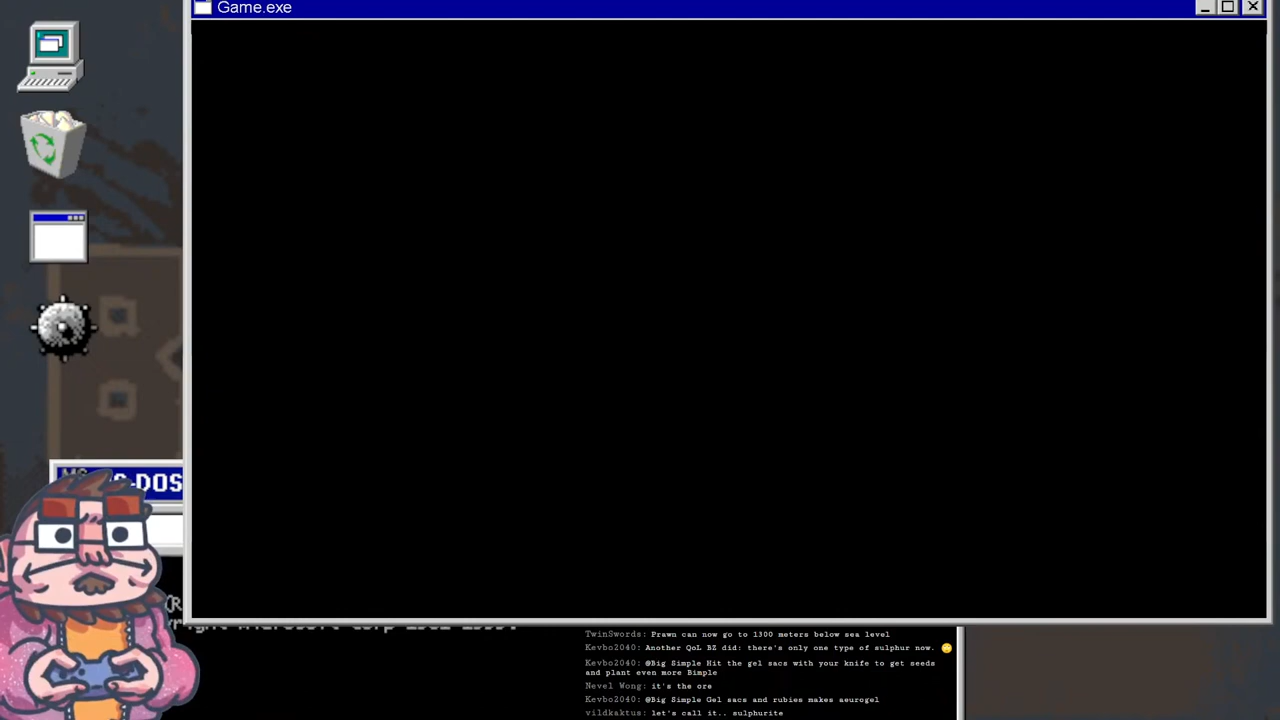 Game.exe
S-DOS
TwinSwords: Prawn can now go to 1300 meters below sea level
Kevbo2040: Another QoL BZ did: there's only one type of sulphur now.
Kevbo2040: @Big Simple Hit the gel sacs with your knife to get seeds
and plant even more Bimple
Nevel Wong: it's the ore
Kevbo2040: @Big Simple Gel sacs and rubies makes aeurogel
vildkaktus: let's call it.. sulphurite